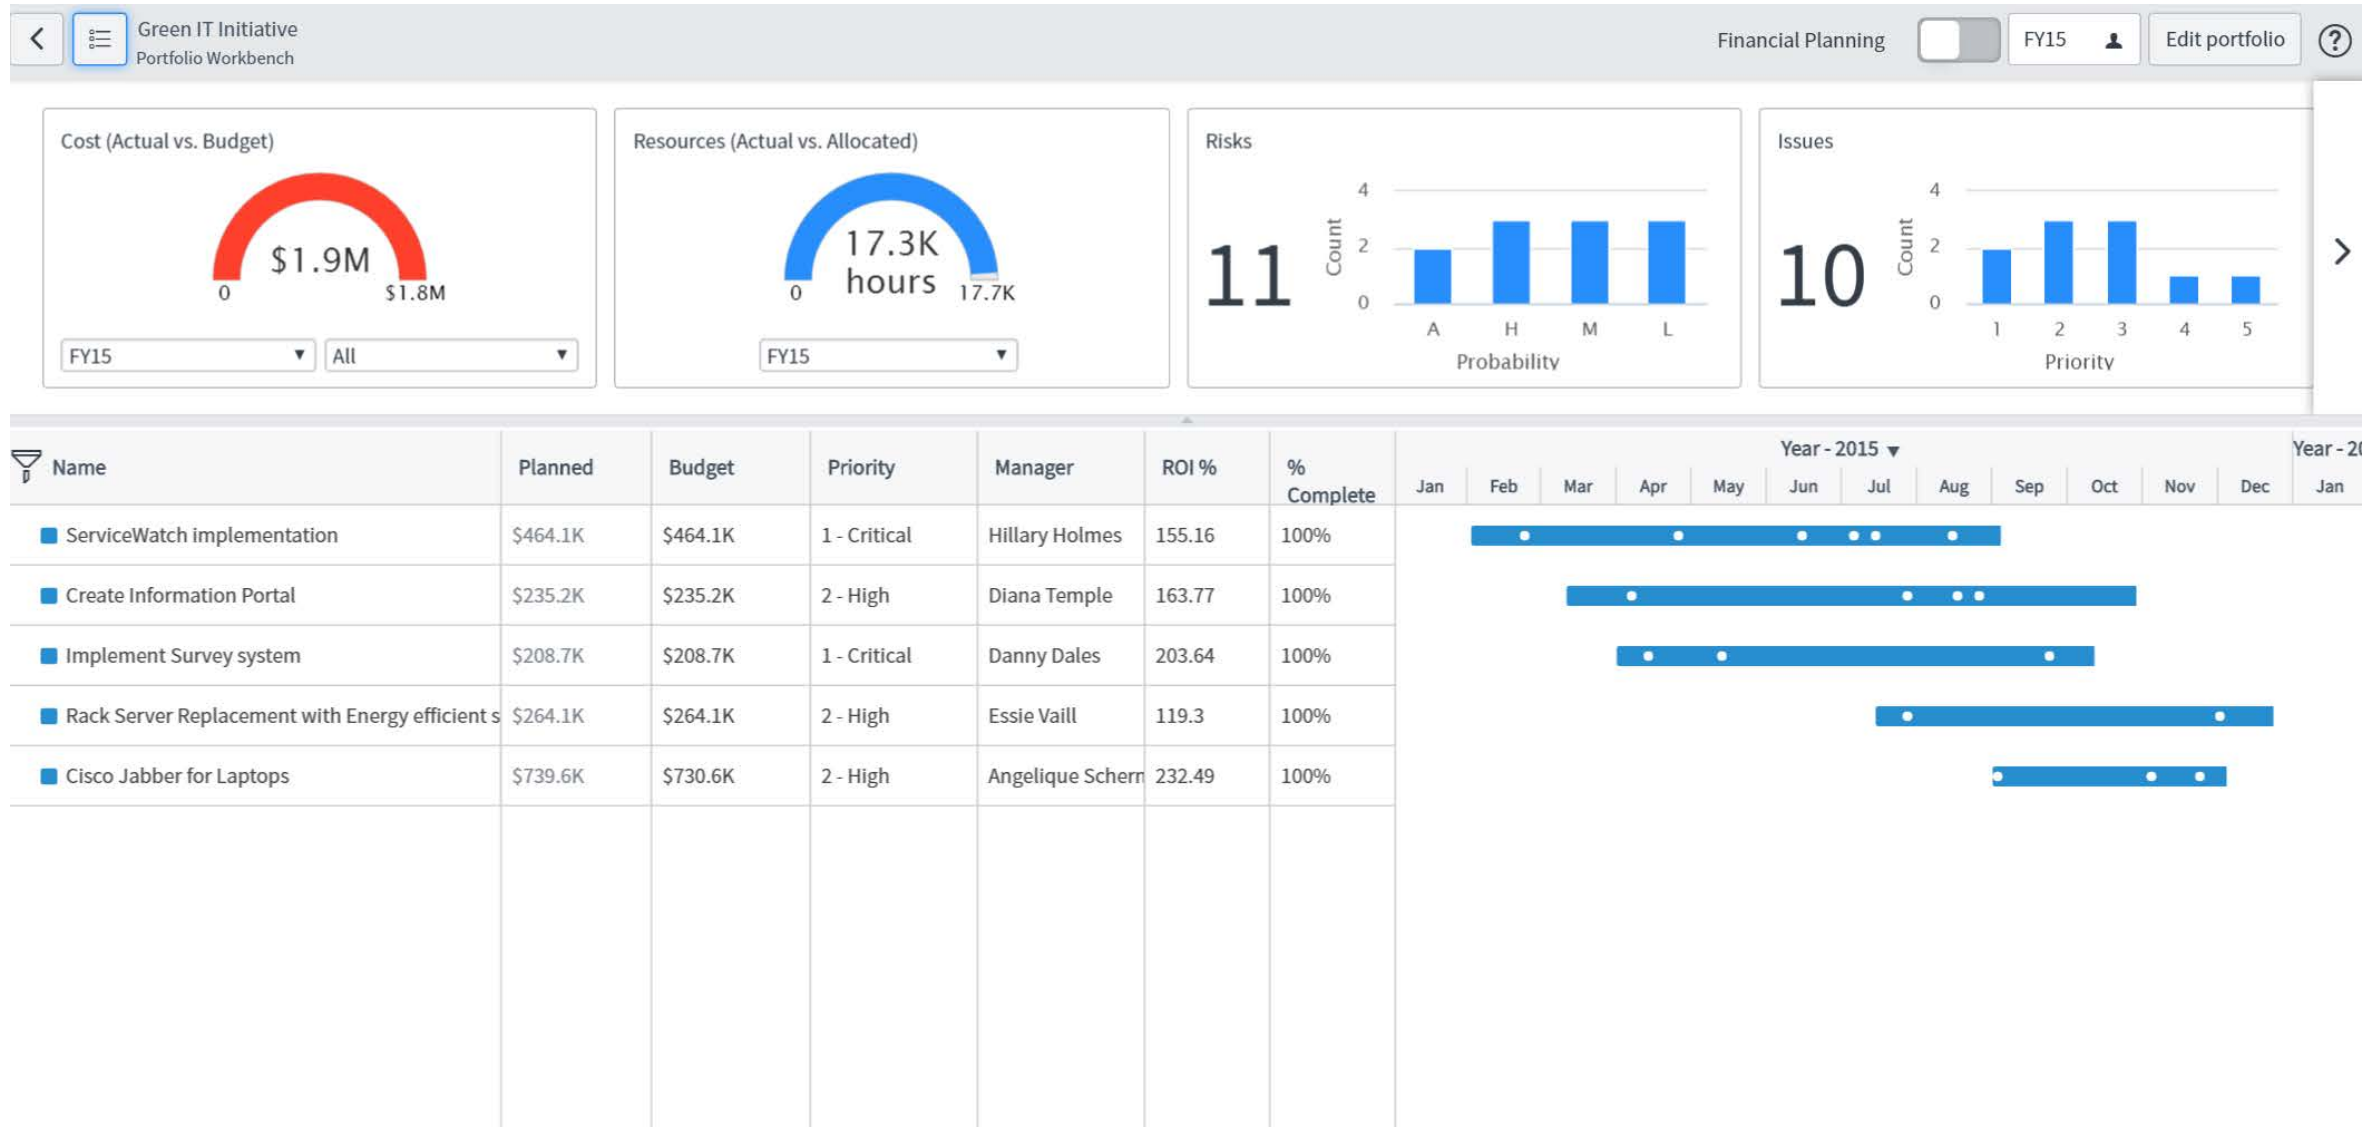 Green IT Initiative
Portfolio Workbench
Financial Planning
FY15
Edit portfolio
?
Cost (Actual vs. Budget)
$1.9M
0
$1.8M
FY15
All
Resources (Actual vs. Allocated)
17.3K
hours
0
17.7K
FY15
Risks
11
Count
4
2
0
A H M L
Probability
Issues
10
Count
4
2
0
1 2 3 4 5
Priority
Name Planned Budget Priority Manager ROI % % Complete
Year - 2015
Year - 20
Jan Feb Mar Apr May Jun Jul Aug Sep Oct Nov Dec Jan
ServiceWatch implementation $464.1K $464.1K 1 - Critical Hillary Holmes 155.16 100%
Create Information Portal $235.2K $235.2K 2 - High Diana Temple 163.77 100%
Implement Survey system $208.7K $208.7K 1 - Critical Danny Dales 203.64 100%
Rack Server Replacement with Energy efficient s $264.1K $264.1K 2 - High Essie Vaill 119.3 100%
Cisco Jabber for Laptops $739.6K $730.6K 2 - High Angelique Schern 232.49 100%